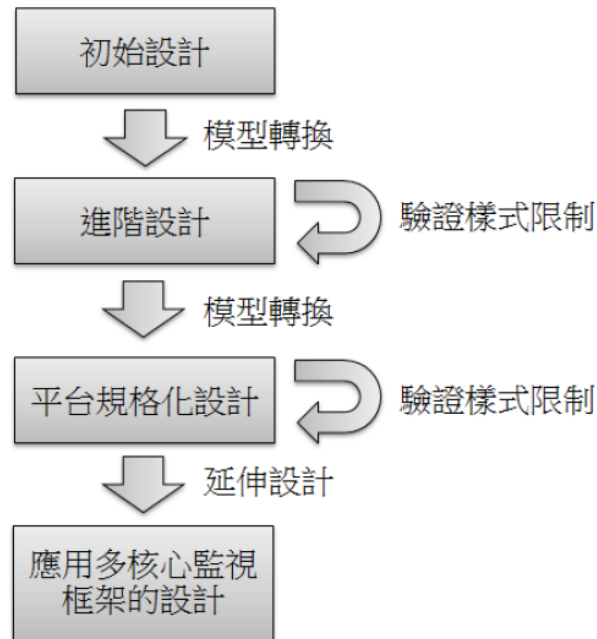 初始設計
模型轉換
進階設計
驗證樣式限制
模型轉換
平台規格化設計
驗證樣式限制
延伸設計
應用多核心監視
框架的設計